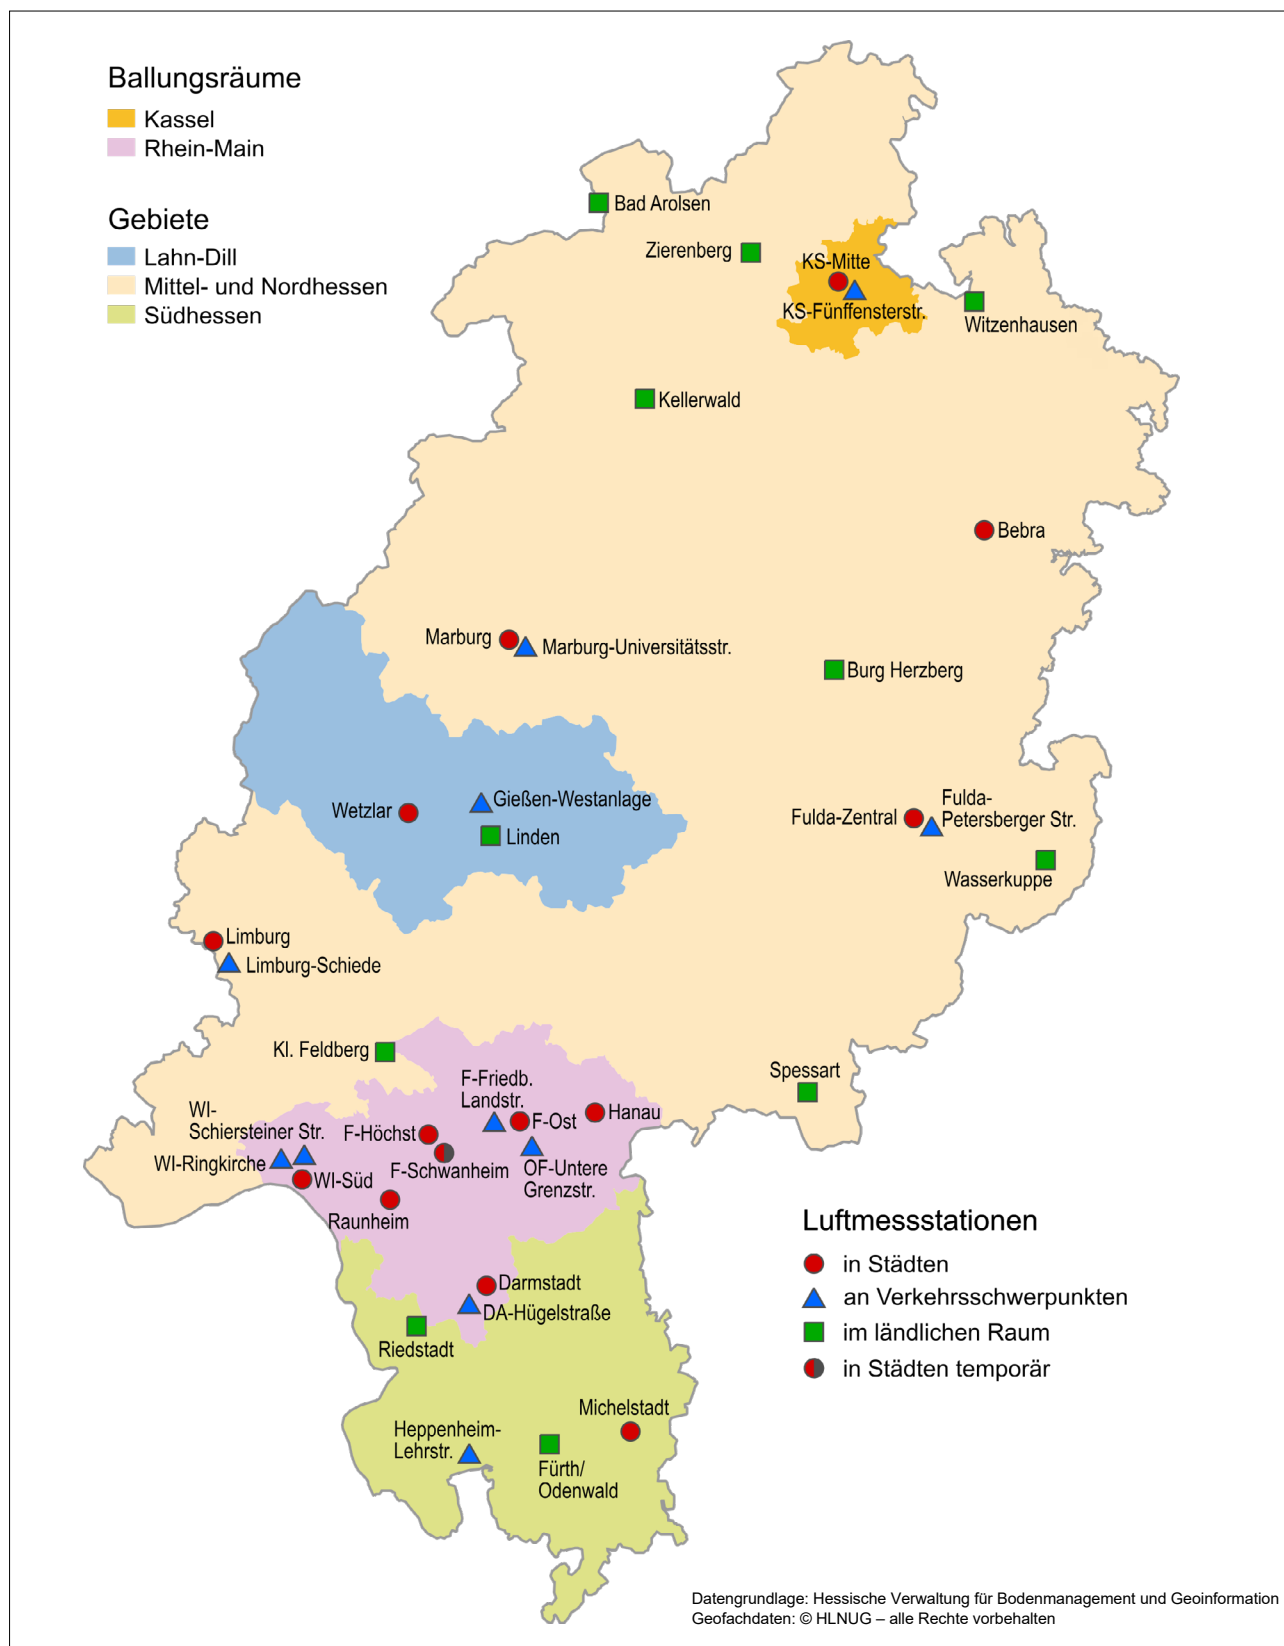 Ballungsräume
Kassel
Rhein-Main
Gebiete
Lahn-Dill
Mittel- und Nordhessen
Südhessen
Bad Arolsen
Zierenberg
KS-Mitte
KS-Fünffensterstr.
Witzenhausen
Kellerwald
Bebra
Marburg
Marburg-Universitätsstr.
Burg Herzberg
Wetzlar
Gießen-Westanlage
Linden
Fulda-Zentral
Fulda-
Petersberger Str.
Wasserkuppe
Limburg
Limburg-Schiede
Kl. Feldberg
Spessart
F-Friedb.
Landstr.
F-Ost
Hanau
WI-
Schiersteiner Str.
F-Höchst
WI-Ringkirche
F-Schwanheim
OF-Untere
Grenzstr.
WI-Süd
Raunheim
Darmstadt
DA-Hügelstraße
Riedstadt
Michelstadt
Heppenheim-
Lehrstr.
Fürth/
Odenwald
Luftmessstationen
in Städten
an Verkehrsschwerpunkten
im ländlichen Raum
in Städten temporär
Datengrundlage: Hessische Verwaltung für Bodenmanagement und Geoinformation
Geofachdaten: © HLNUG – alle Rechte vorbehalten